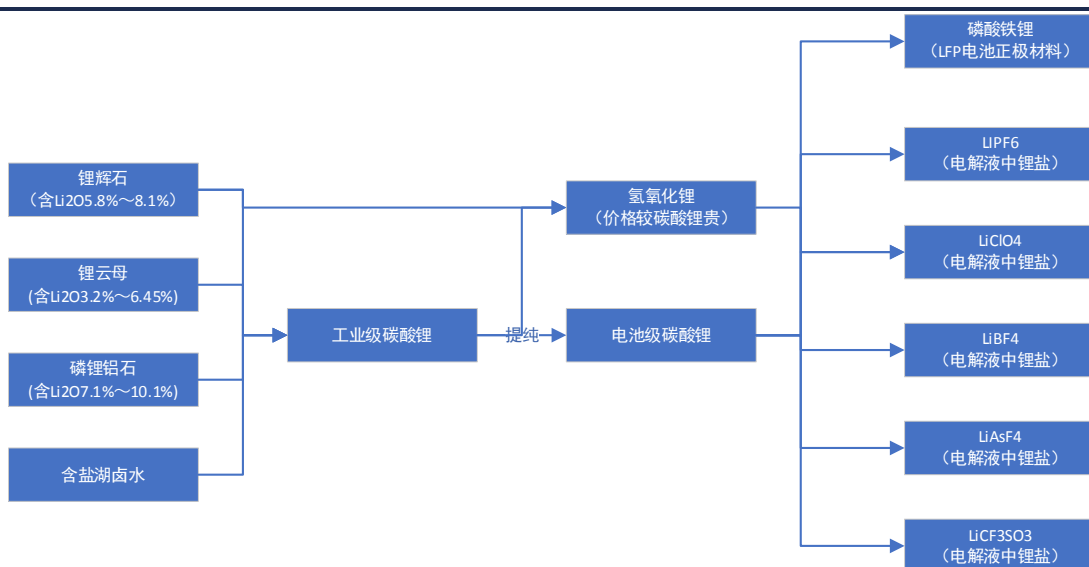 磷酸铁锂
（LFP电池正极材料）
LIPF6
（电解液中锂盐）
锂辉石
（含Li2O5.8%～8.1%）
氢氧化锂
（价格较碳酸锂贵）
LiClO4
（电解液中锂盐）
锂云母
(含Li2O3.2%～6.45%)
工业级碳酸锂
提纯
电池级碳酸锂
LiBF4
（电解液中锂盐）
磷锂铝石
(含Li2O7.1%～10.1%)
LiAsF4
（电解液中锂盐）
含盐湖卤水
LiCF3SO3
（电解液中锂盐）